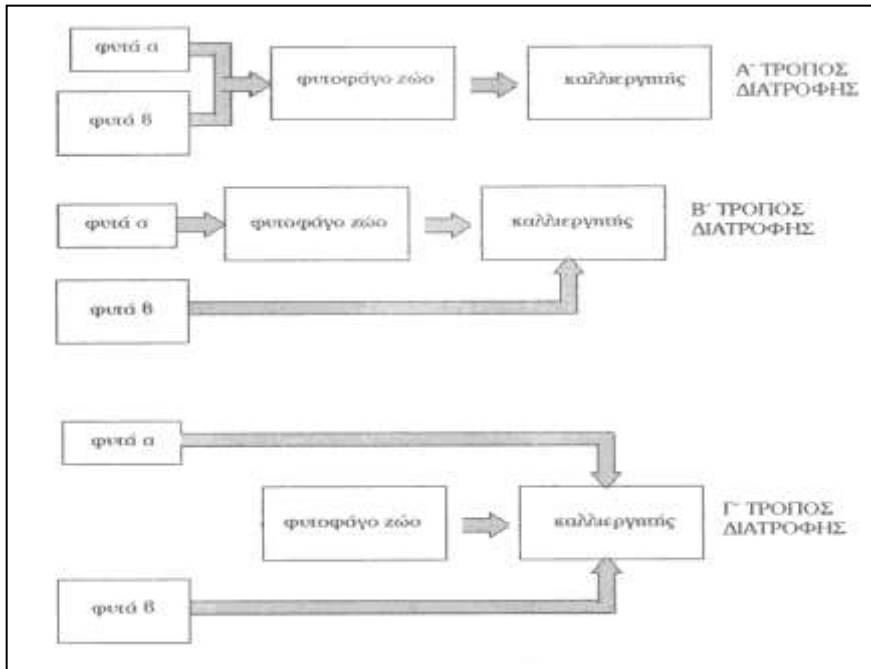 φυτά α
φυτοφάγο ζώο
καλλιεργητής
Α΄ ΤΡΟΠΟΣ
ΔΙΑΤΡΟΦΗΣ
φυτά β
φυτά α
φυτοφάγο ζώο
καλλιεργητής
Β΄ ΤΡΟΠΟΣ
ΔΙΑΤΡΟΦΗΣ
φυτά β
φυτά α
φυτοφάγο ζώο
καλλιεργητής
Γ΄ ΤΡΟΠΟΣ
ΔΙΑΤΡΟΦΗΣ
φυτά β